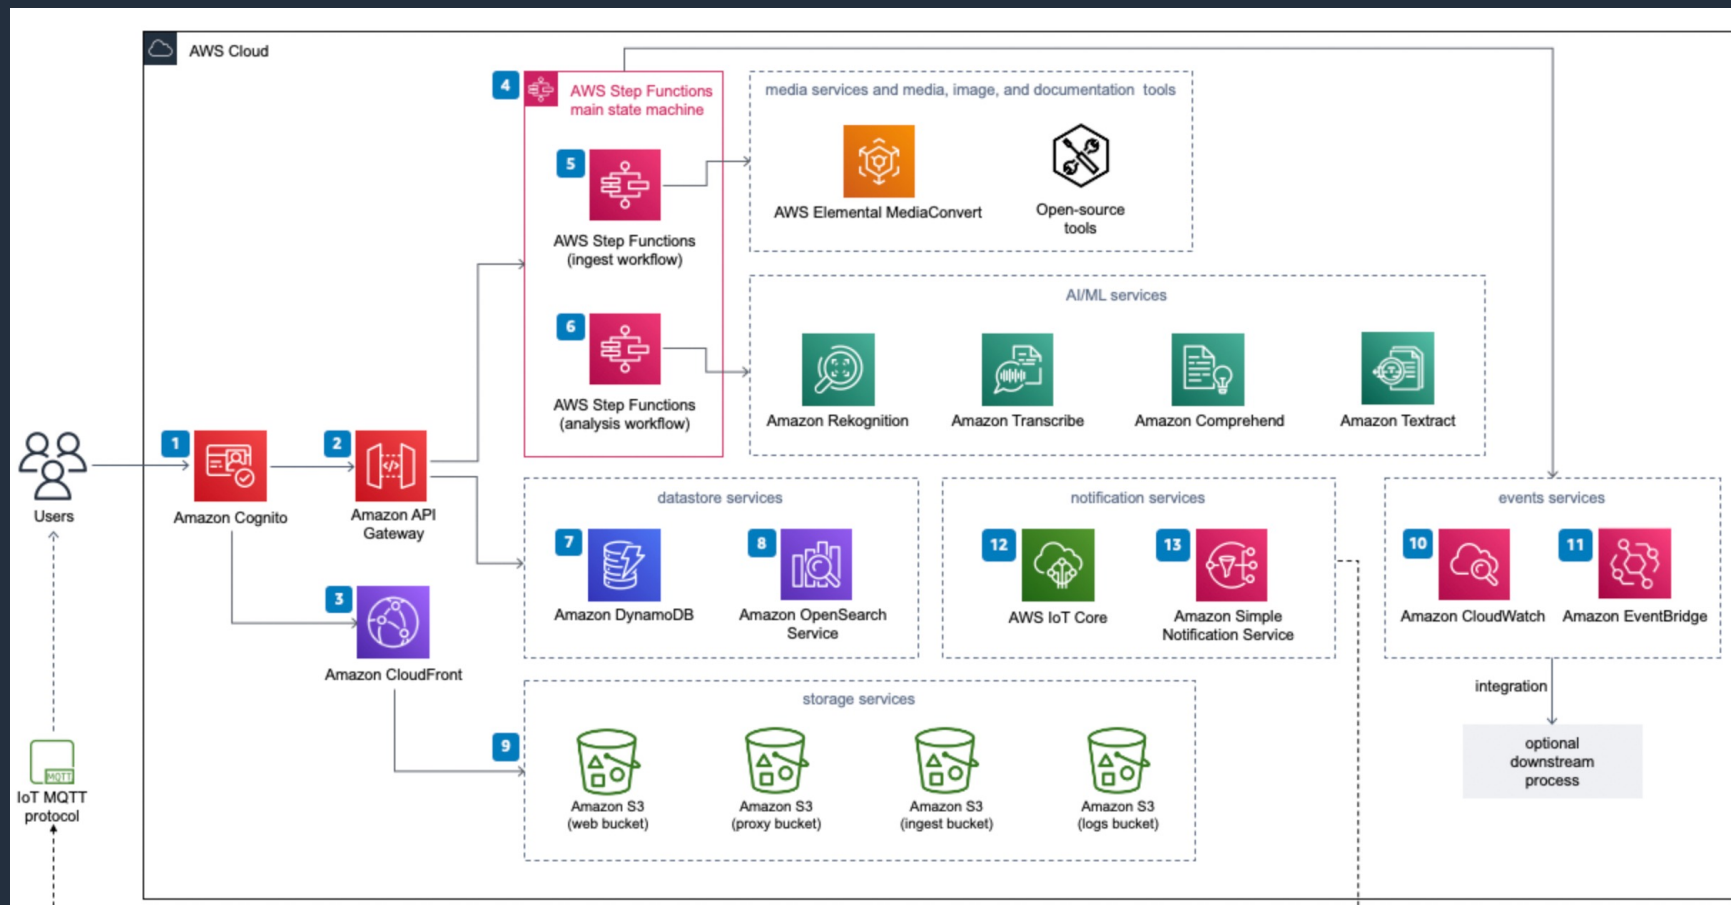 AWS Cloud
4
AWS Step Functions
main state machine
5
AWS Step Functions
(ingest workflow)
6
AWS Step Functions
(analysis workflow)
media services and media, image, and documentation tools
AWS Elemental MediaConvert
Open-source
tools
AI/ML services
Amazon Rekognition
Amazon Transcribe
Amazon Comprehend
Amazon Textract
Users
1
Amazon Cognito
2
Amazon API
Gateway
3
Amazon CloudFront
datastore services
7
Amazon DynamoDB
8
Amazon OpenSearch
Service
notification services
12
AWS IoT Core
13
Amazon Simple
Notification Service
events services
10
Amazon CloudWatch
11
Amazon EventBridge
integration
optional
downstream
process
storage services
9
Amazon S3
(web bucket)
Amazon S3
(proxy bucket)
Amazon S3
(ingest bucket)
Amazon S3
(logs bucket)
MQTT
IoT MQTT
protocol